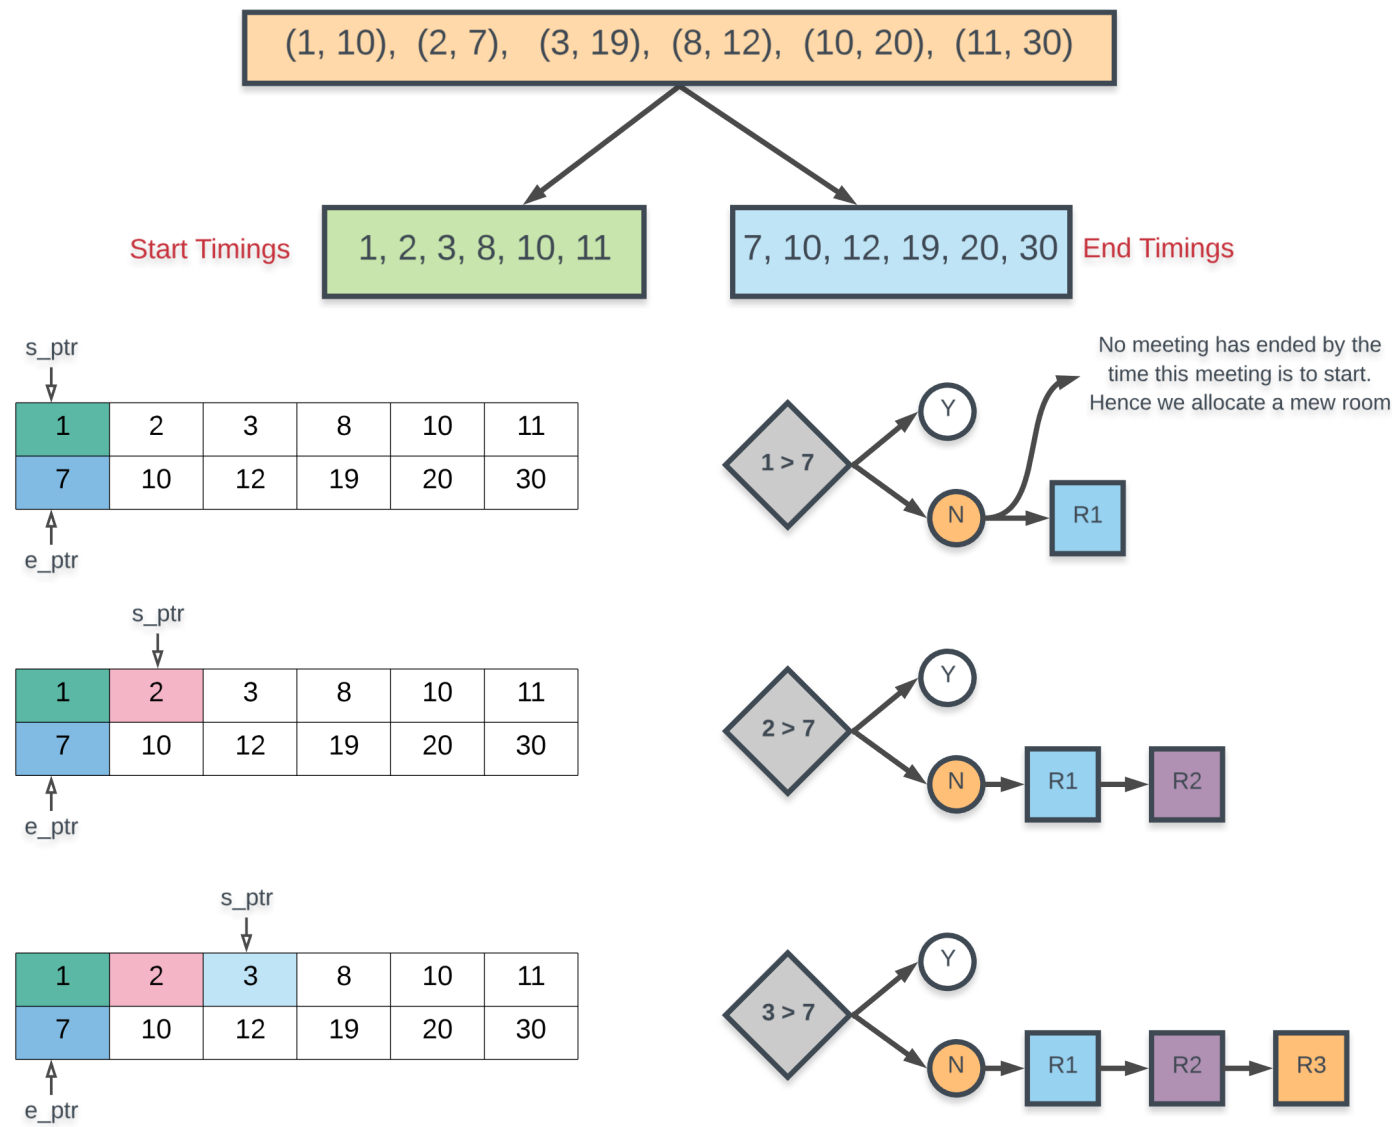 (1, 10), (2, 7), (3, 19), (8, 12), (10, 20), (11, 30)
Start Timings
1, 2, 3, 8, 10, 11
7, 10, 12, 19, 20, 30
End Timings
s_ptr
1 2 3 8 10 11
7 10 12 19 20 30
e_ptr
1 > 7
Y
N
R1
No meeting has ended by the
time this meeting is to start.
Hence we allocate a mew room
s_ptr
1 2 3 8 10 11
7 10 12 19 20 30
e_ptr
2 > 7
Y
N
R1
R2
s_ptr
1 2 3 8 10 11
7 10 12 19 20 30
e_ptr
3 > 7
Y
N
R1
R2
R3